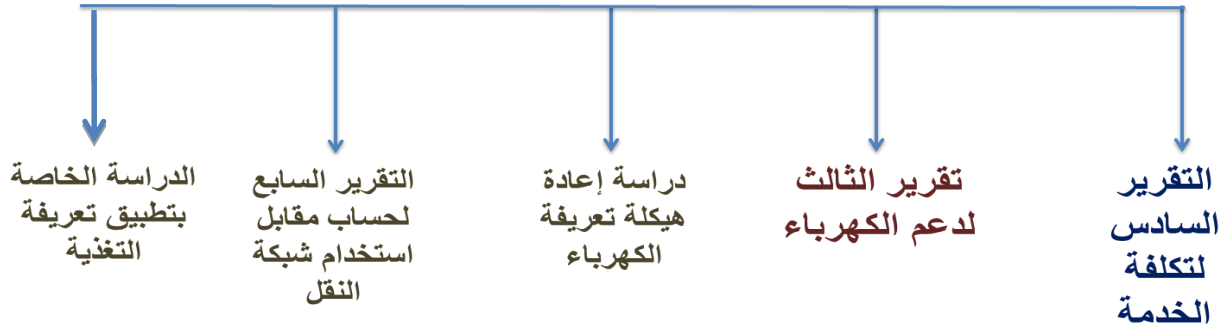 التقرير
السادس
لتكلفة
الخدمة
تقرير الثالث
لدعم الكهرباء
دراسة إعادة
هيكلة تعريفة
الكهرباء
التقرير السابع
لحساب مقابل
استخدام شبكة
النقل
الدراسة الخاصة
بتطبيق تعريفة
التغذية